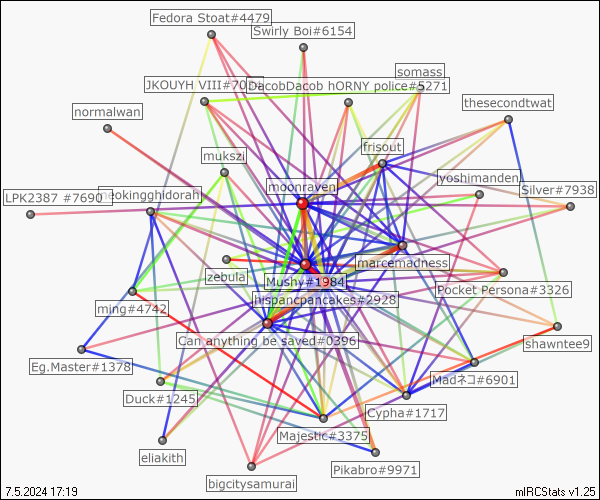 Fedora Stoat#4479
Swirly Boi#6154
somass
JKOUYH VIII#70
DacobDacob hORNY police#5271
thesecondtwat
normalwan
frisout
mukszi
yoshimanden
moonraven
LPK2387 #7690
jokingghidorah
Silver#7938
marcemadness
zebula
Mushy#1984
Pocket Persona#3326
hispancpancakes#2928
ming#4742
Can anything be saved#0396
Shawntee9
Eg.Master#1378
Madネコ#6901
Duck#1245
Cypha#1717
Majestic#3375
eliakith
Pikabro#9971
bigcitysamurai
7.5.2024 17:19
mIRCStats v1.25